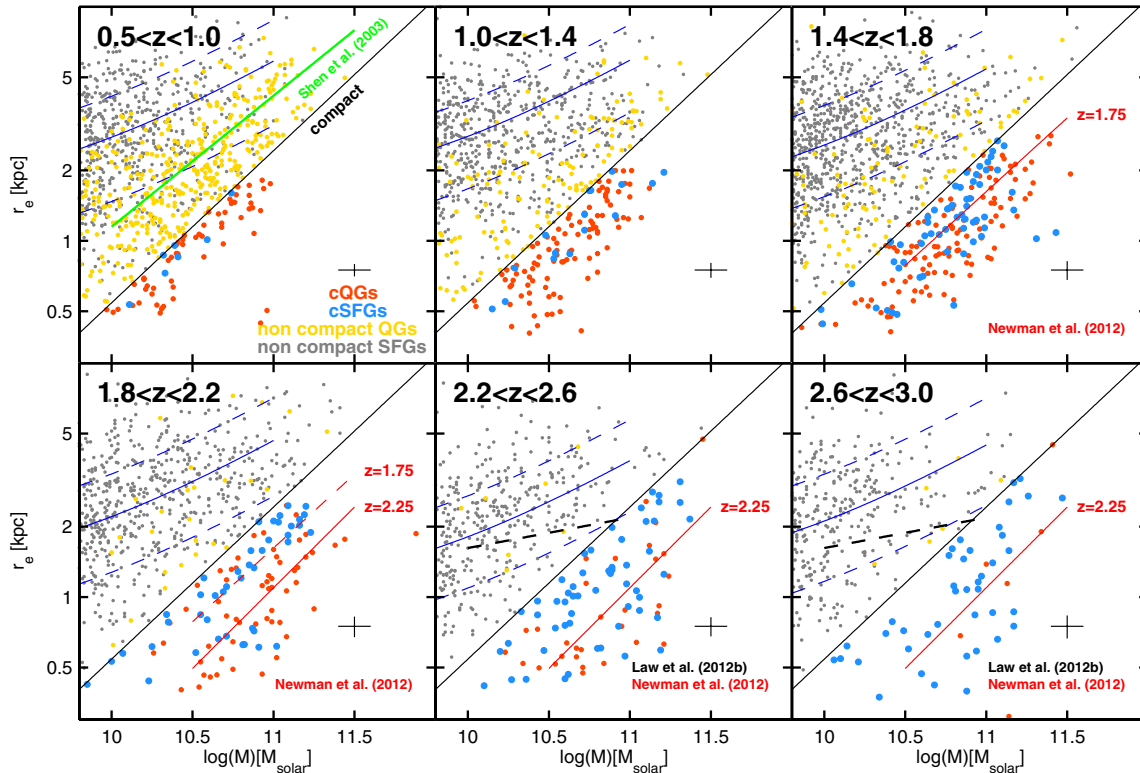 0.5<z<1.0
1.0<z<1.4
1.4<z<1.8
Shen et al. (2003)
compact
z=1.75
r_e [kpc]
5
2
1
0.5
cQGs
cSFGs
non compact QGs
non compact SFGs
Newman et al. (2012)
1.8<z<2.2
2.2<z<2.6
2.6<z<3.0
z=1.75
z=2.25
z=2.25
z=2.25
r_e [kpc]
5
2
1
0.5
Newman et al. (2012)
Law et al. (2012b)
Newman et al. (2012)
Law et al. (2012b)
Newman et al. (2012)
10 10.5 11 11.5
10 10.5 11 11.5
10 10.5 11 11.5
log(M)[M_solar]
log(M)[M_solar]
log(M)[M_solar]